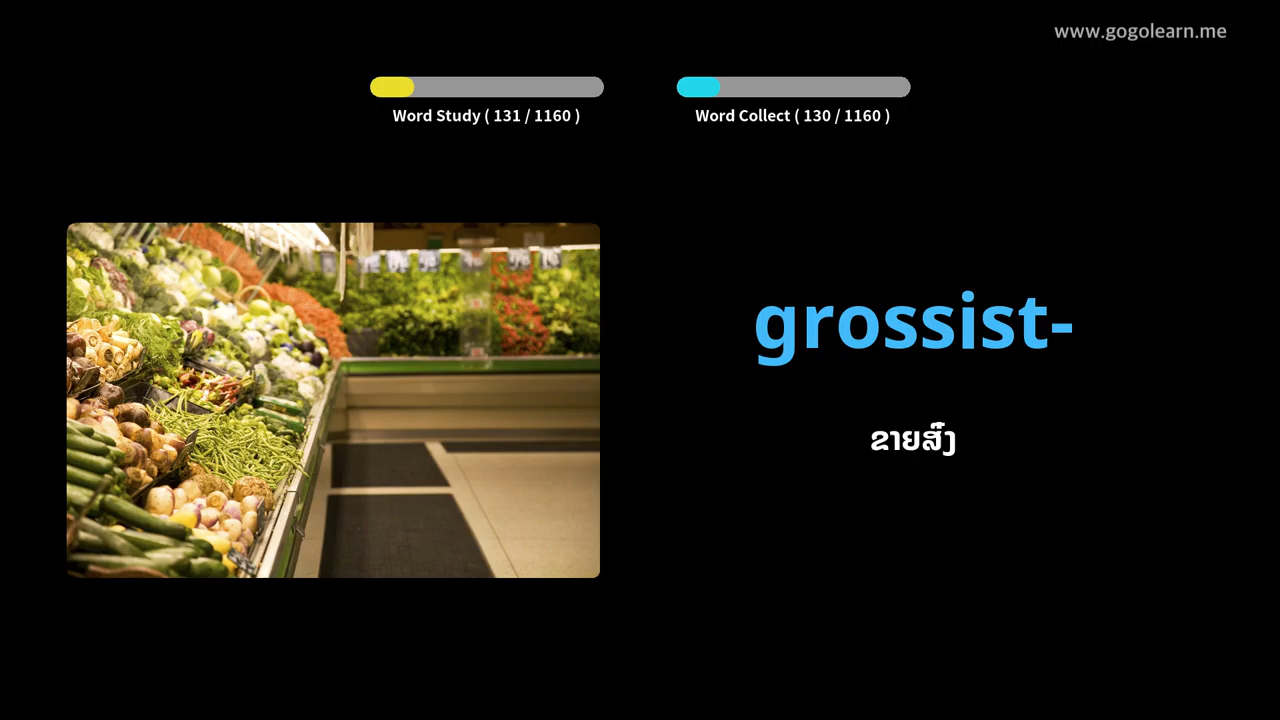 www.gogolearn.me
Word Study ( 131 / 1160 )
Word Collect ( 130 / 1160 )
grossist-
ຂາຍສົ່ງ